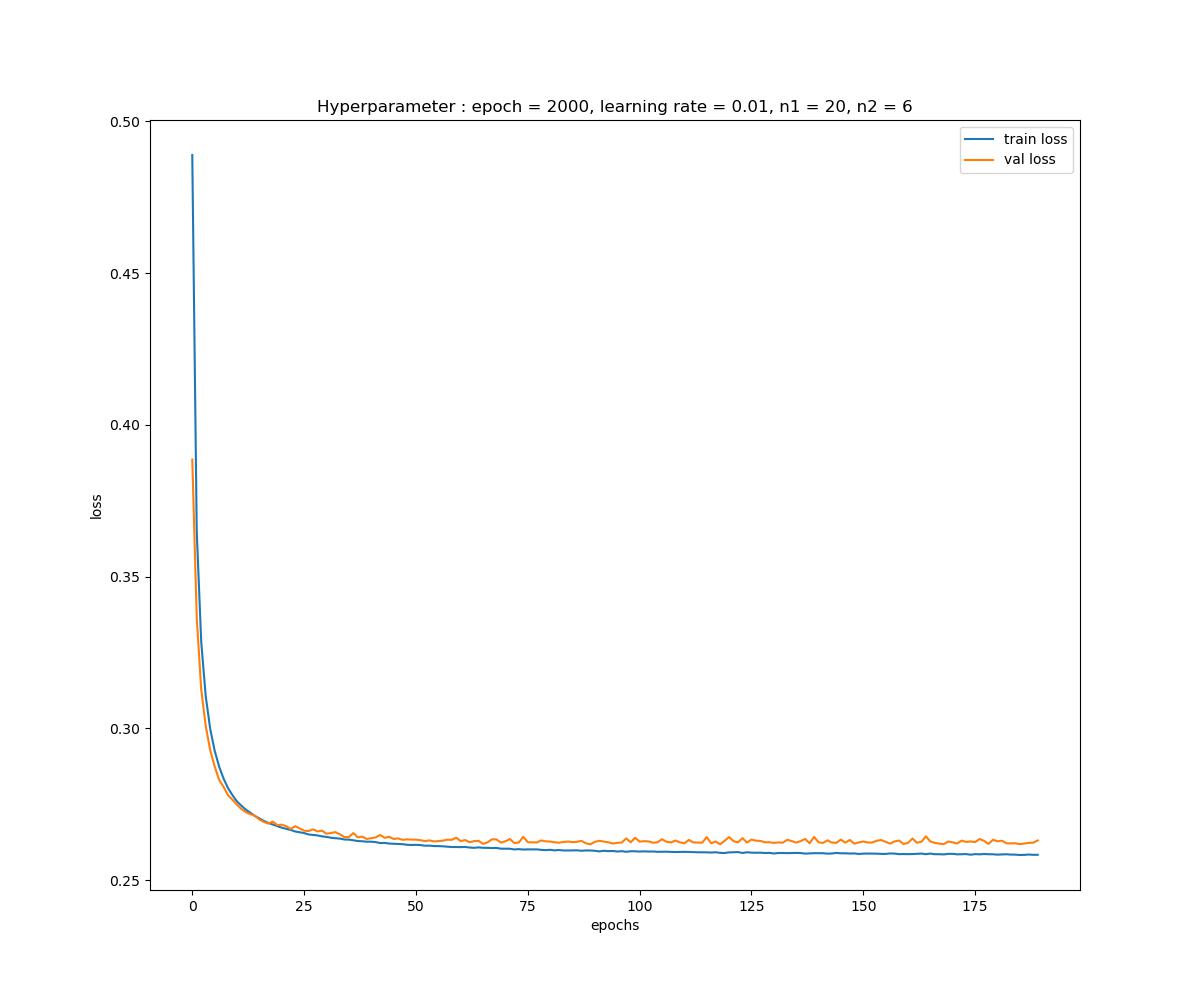 Hyperparameter : epoch = 2000, learning rate = 0.01, n1 = 20, n2 = 6
train loss
val loss
0.50
0.45
0.40
0.35
0.30
0.25
loss
0 25 50 75 100 125 150 175
epochs